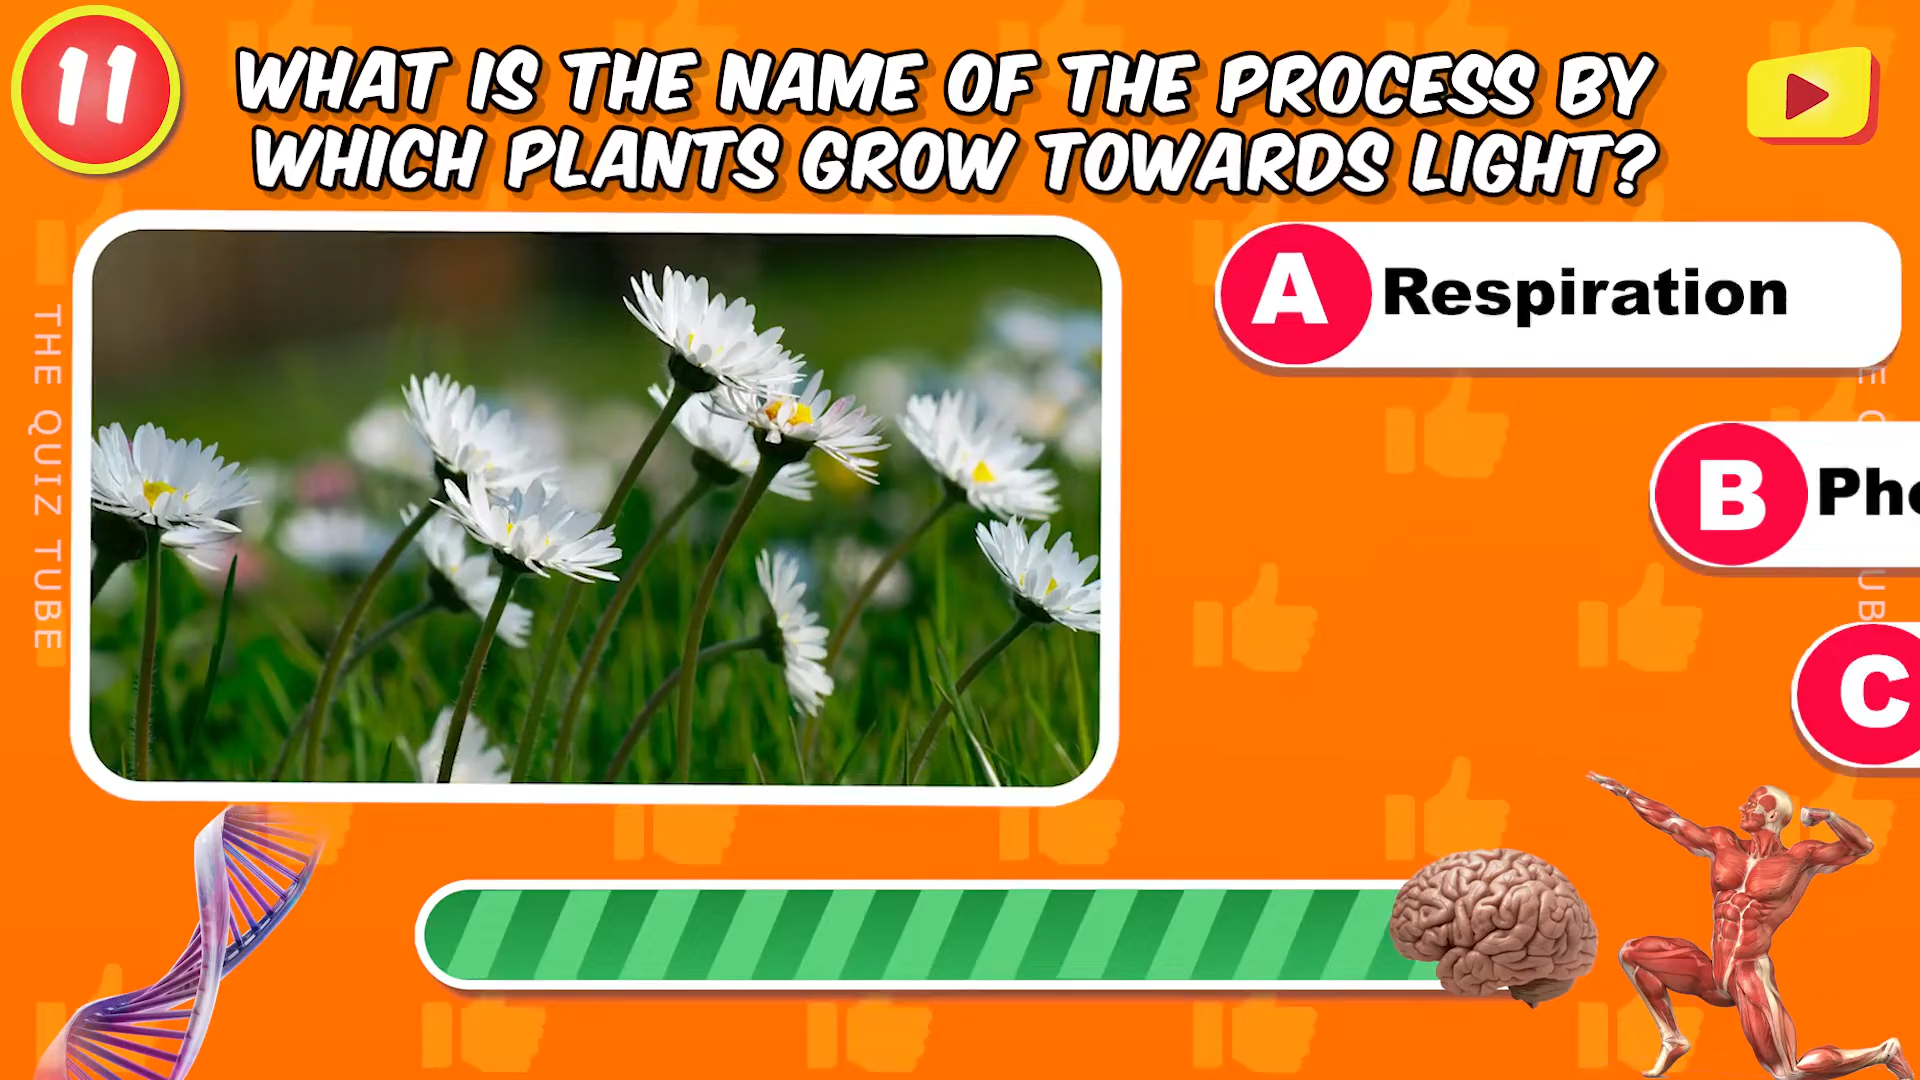 11
WHAT IS THE NAME OF THE PROCESS BY
WHICH PLANTS GROW TOWARDS LIGHT?
THE QUIZ TUBE
A Respiration
B
C